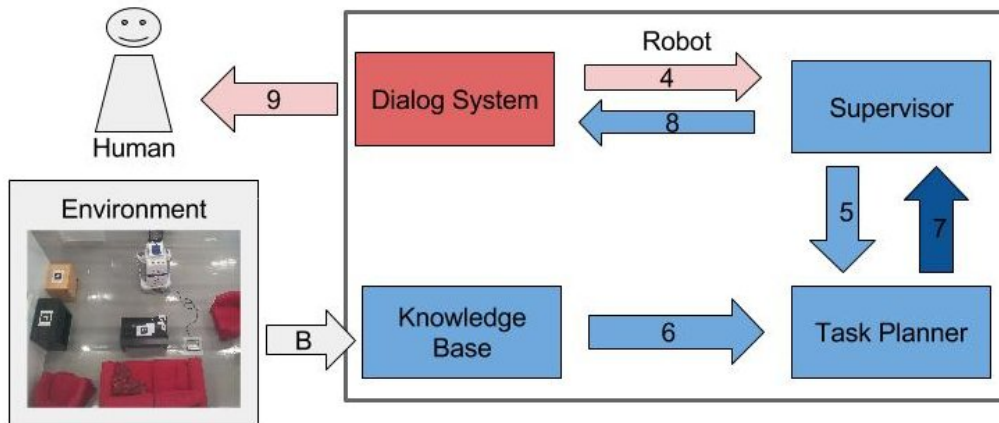 Robot
9
Dialog System
4
8
Supervisor
Human
Environment
5
7
B
Knowledge
Base
6
Task Planner